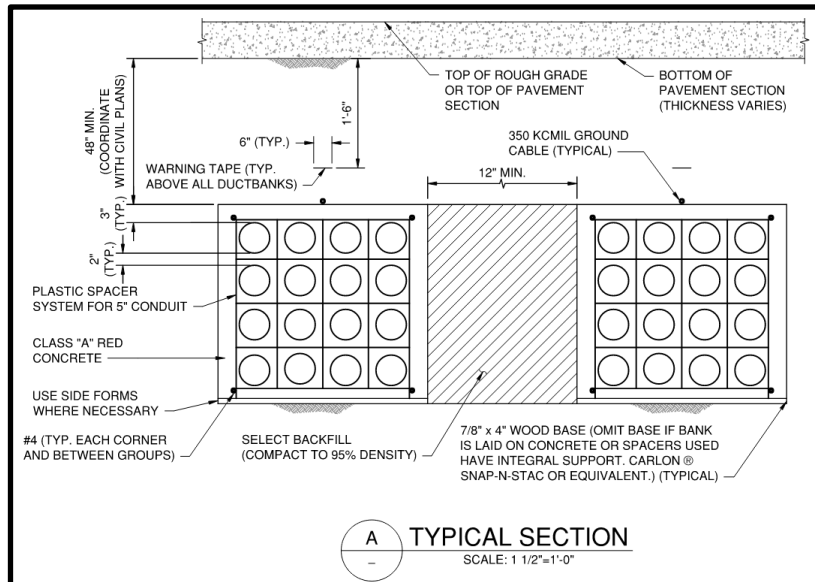 TOP OF ROUGH GRADE
OR TOP OF PAVEMENT
SECTION
BOTTOM OF
PAVEMENT SECTION
(THICKNESS VARIES)
48" MIN.
(COORDINATE
WITH CIVIL PLANS)
1'-6"
6" (TYP.)
350 KCMIL GROUND
CABLE (TYPICAL)
WARNING TAPE (TYP.
ABOVE ALL DUCTBANKS)
12" MIN.
3"
(TYP.)
2"
(TYP.)
PLASTIC SPACER
SYSTEM FOR 5" CONDUIT
CLASS "A" RED
CONCRETE
USE SIDE FORMS
WHERE NECESSARY
#4 (TYP. EACH CORNER
AND BETWEEN GROUPS)
SELECT BACKFILL
(COMPACT TO 95% DENSITY)
7/8" x 4" WOOD BASE (OMIT BASE IF BANK
IS LAID ON CONCRETE OR SPACERS USED
HAVE INTEGRAL SUPPORT. CARLON ®
SNAP-N-STAC OR EQUIVALENT.) (TYPICAL)
A
–
TYPICAL SECTION
SCALE: 1 1/2"=1'-0"